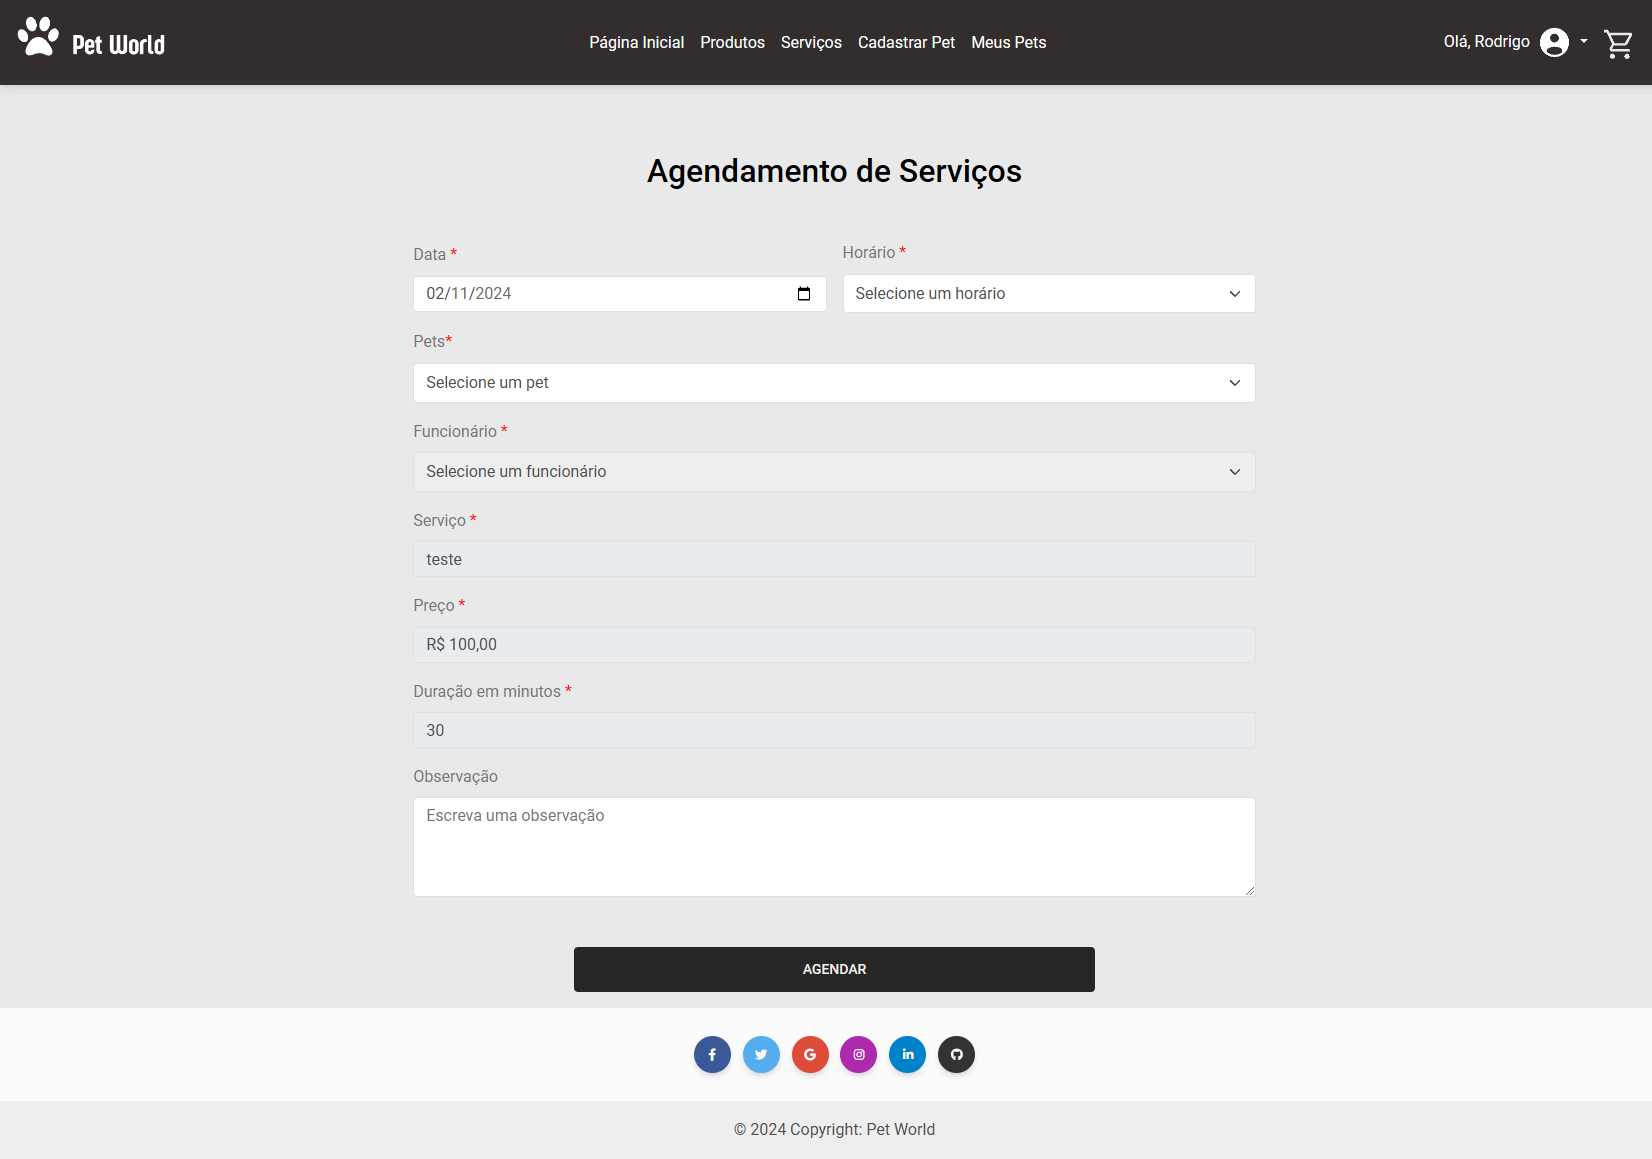 Pet World
Página Inicial Produtos Serviços Cadastrar Pet Meus Pets
Olá, Rodrigo
Agendamento de Serviços
Data *
Horário *
02/11/2024
Selecione um horário
Pets*
Selecione um pet
Funcionário *
Selecione um funcionário
Serviço *
teste
Preço *
R$ 100,00
Duração em minutos *
30
Observação
Escreva uma observação
AGENDAR
© 2024 Copyright: Pet World